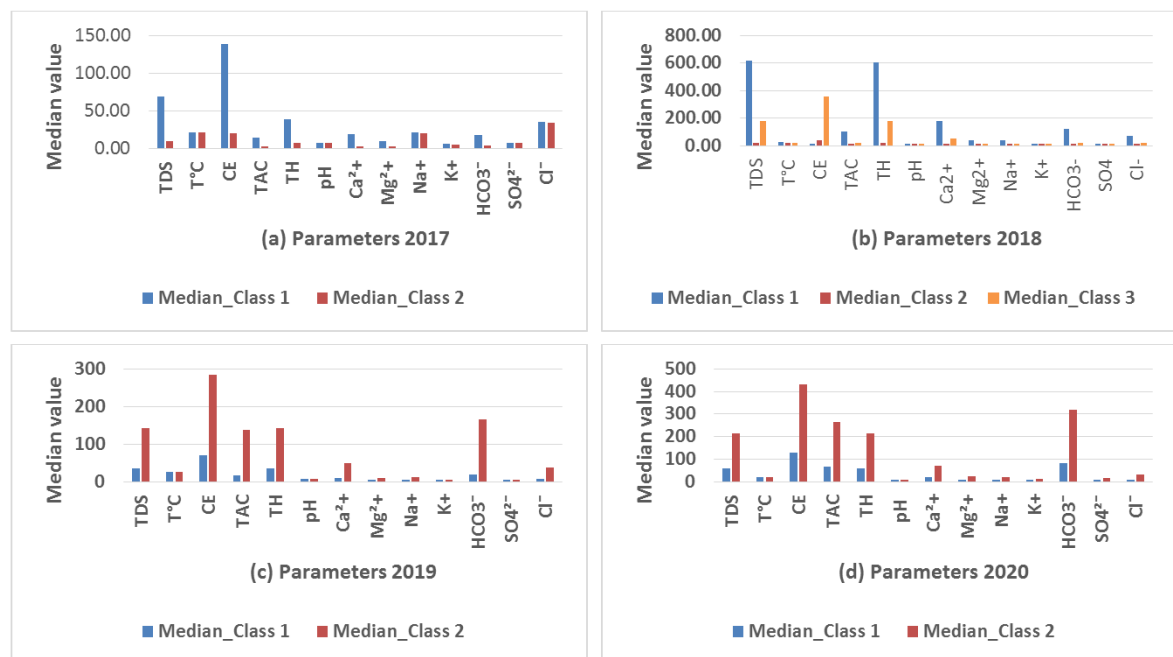 Median value
150.00
100.00
50.00
0.00
TDS
T°C
CE
TAC
TH
pH
Ca²+
Mg²+
Na+
K+
HCO3⁻
SO4²⁻
Cl⁻
(a) Parameters 2017
Median_Class 1
Median_Class 2
Median value
800.00
600.00
400.00
200.00
0.00
TDS
T°C
CE
TAC
TH
pH
Ca2+
Mg2+
Na+
K+
HCO3-
SO4
Cl-
(b) Parameters 2018
Median_Class 1
Median_Class 2
Median_Class 3
Median value
300
200
100
0
TDS
T°C
CE
TAC
TH
pH
Ca²+
Mg²+
Na+
K+
HCO3⁻
SO4²⁻
Cl⁻
(c) Parameters 2019
Median_Class 1
Median_Class 2
Median value
500
400
300
200
100
0
TDS
T°C
CE
TAC
TH
pH
Ca²+
Mg²+
Na+
K+
HCO3⁻
SO4²⁻
Cl⁻
(d) Parameters 2020
Median_Class 1
Median_Class 2